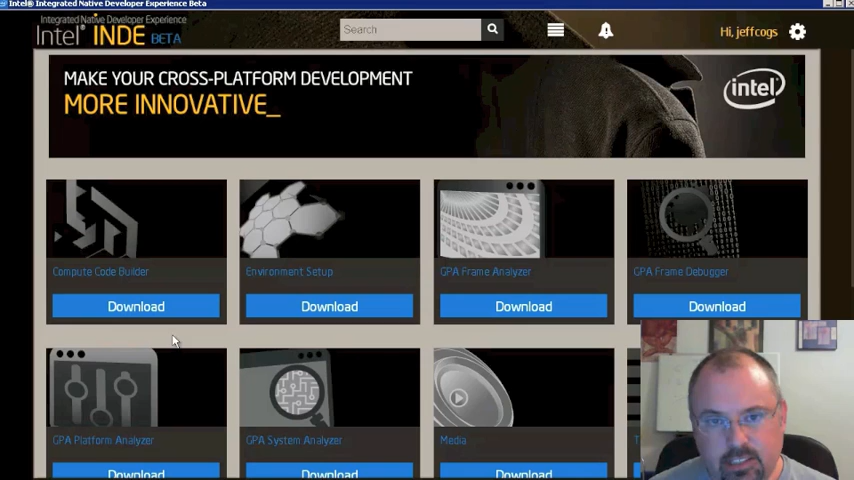 Intel® Integrated Native Developer Experience Beta
Integrated Native Developer Experience
Intel® INDE BETA
Search
Hi, jeffcogs
MAKE YOUR CROSS-PLATFORM DEVELOPMENT
MORE INNOVATIVE_
intel
Compute Code Builder
Environment Setup
GPA Frame Analyzer
GPA Frame Debugger
Download
Download
Download
Download
GPA Platform Analyzer
GPA System Analyzer
Media
T
Download
Download
Download